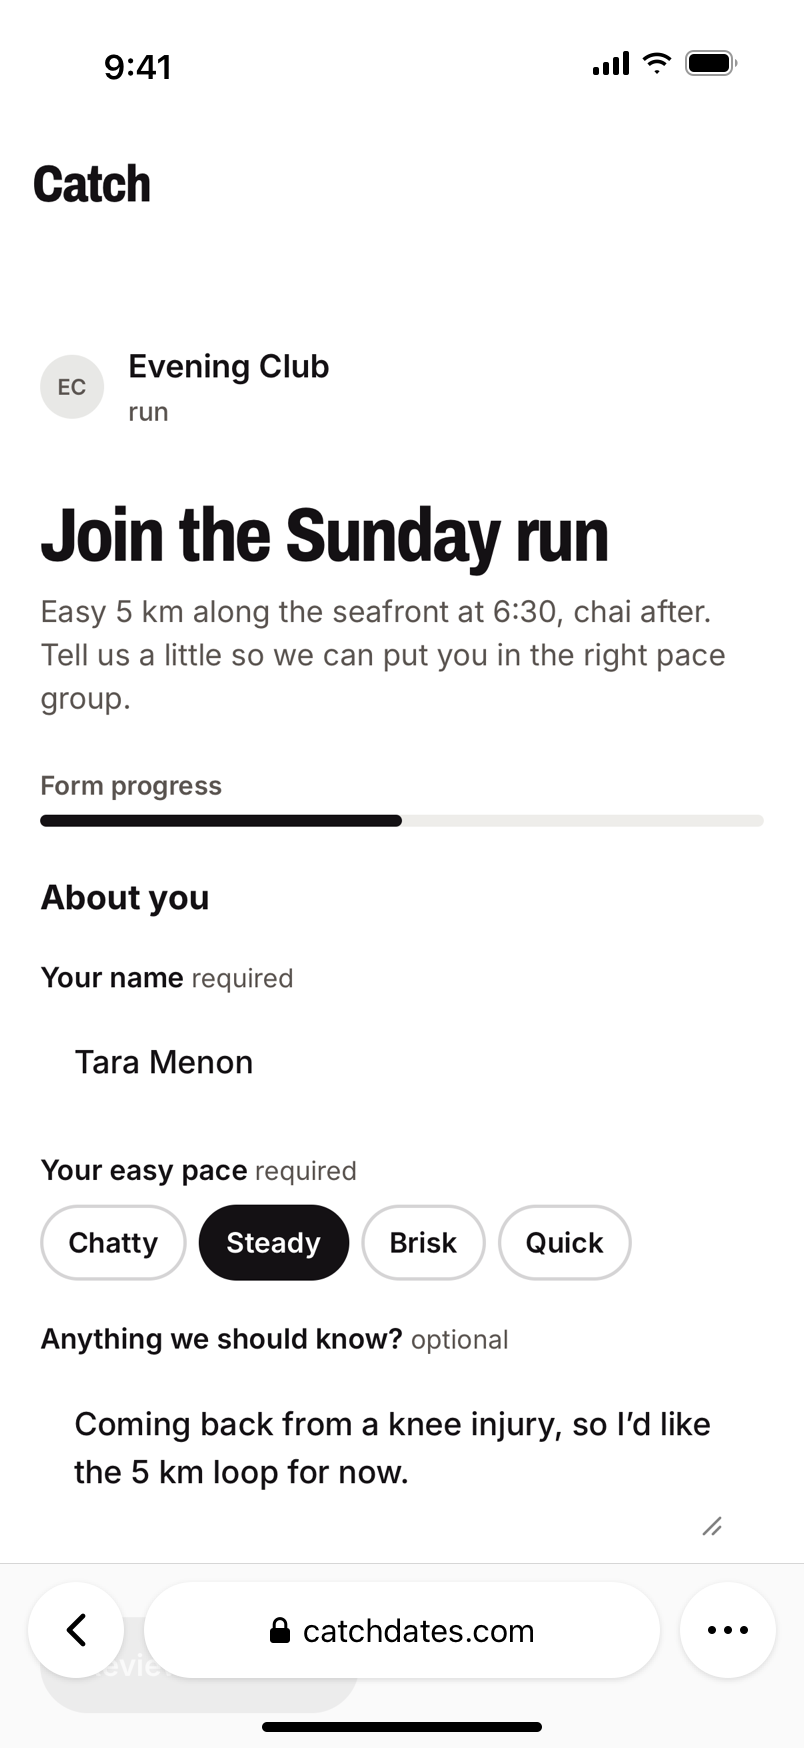 9:41
Catch
EC
Evening Club
run
Join the Sunday run
Easy 5 km along the seafront at 6:30, chai after.
Tell us a little so we can put you in the right pace
group.
Form progress
About you
Your name required
Tara Menon
Your easy pace required
Chatty Steady Brisk Quick
Anything we should know? optional
Coming back from a knee injury, so I’d like
the 5 km loop for now.
catchdates.com